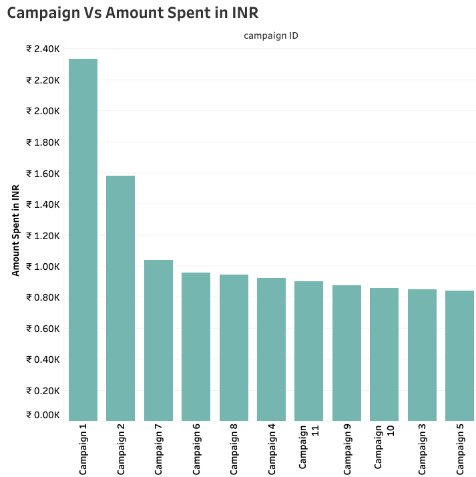 Campaign Vs Amount Spent in INR
campaign ID
₹ 2.40K
₹ 2.20K
₹ 2.00K
₹ 1.80K
₹ 1.60K
₹ 1.40K
₹ 1.20K
₹ 1.00K
₹ 0.80K
₹ 0.60K
₹ 0.40K
₹ 0.20K
₹ 0.00K
Amount Spent in INR
Campaign 1
Campaign 2
Campaign 7
Campaign 6
Campaign 8
Campaign 4
Campaign
11
Campaign 9
Campaign
10
Campaign 3
Campaign 5